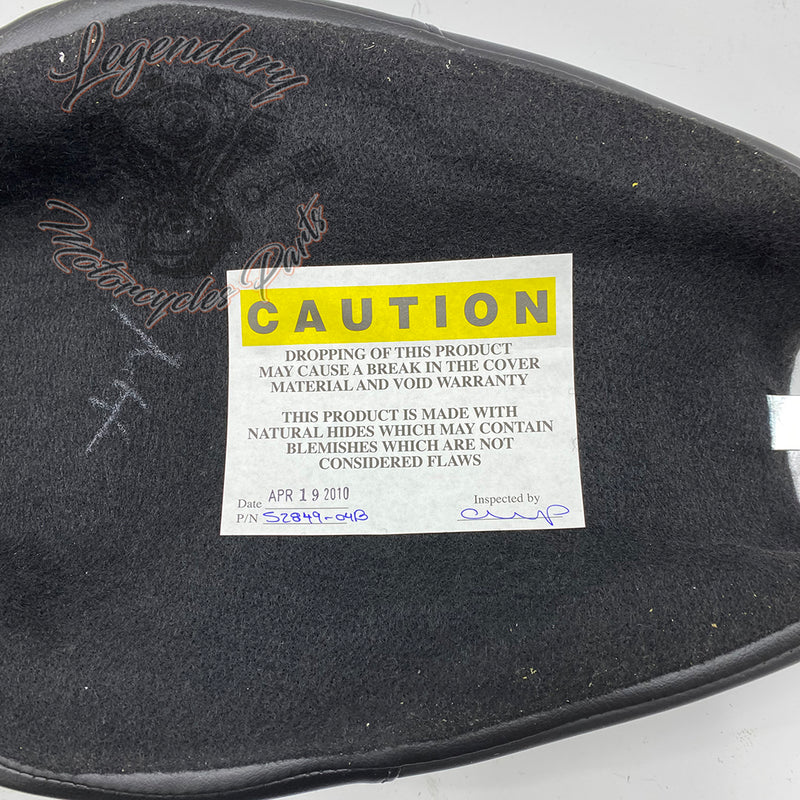 Legendary
Motorcycles Parts
CAUTION
DROPPING OF THIS PRODUCT
MAY CAUSE A BREAK IN THE COVER
MATERIAL AND VOID WARRANTY
THIS PRODUCT IS MADE WITH
NATURAL HIDES WHICH MAY CONTAIN
BLEMISHES WHICH ARE NOT
CONSIDERED FLAWS
Date APR 19 2010 Inspected by
P/N 52849-04B